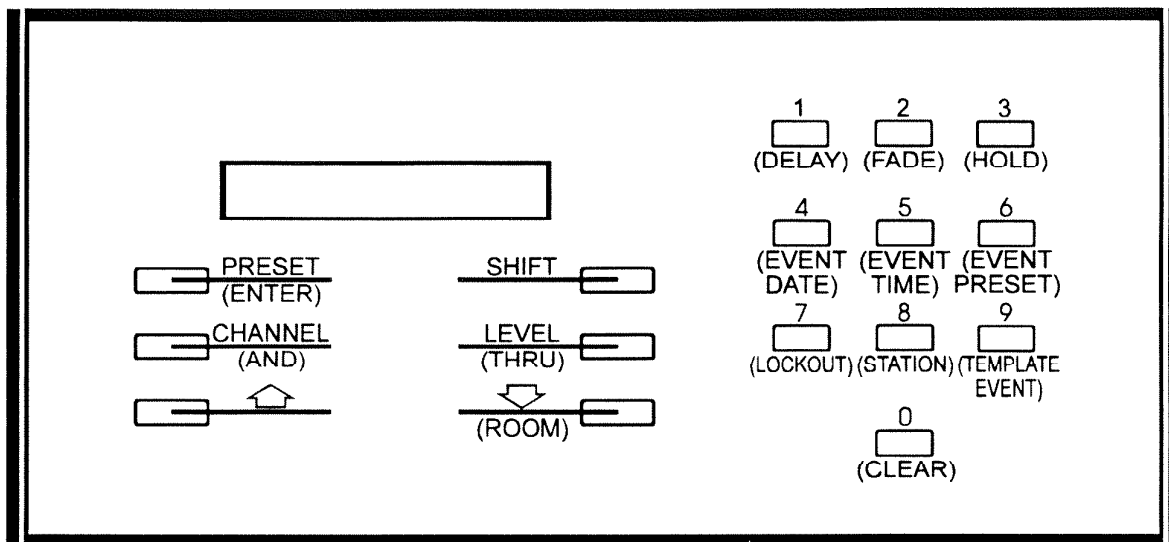 PRESET
(ENTER)
SHIFT
CHANNEL
(AND)
LEVEL
(THRU)
(ROOM)
1 2 3
(DELAY) (FADE) (HOLD)
4 5 6
(EVENT (EVENT (EVENT
DATE) TIME) PRESET)
7 8 9
(LOCKOUT) (STATION) (TEMPLATE
EVENT)
0
(CLEAR)